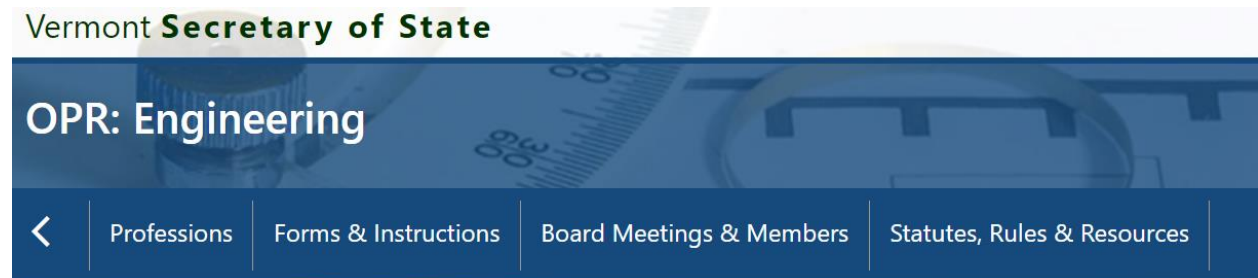 Vermont Secretary of State
OPR: Engineering
Professions Forms & Instructions Board Meetings & Members Statutes, Rules & Resources